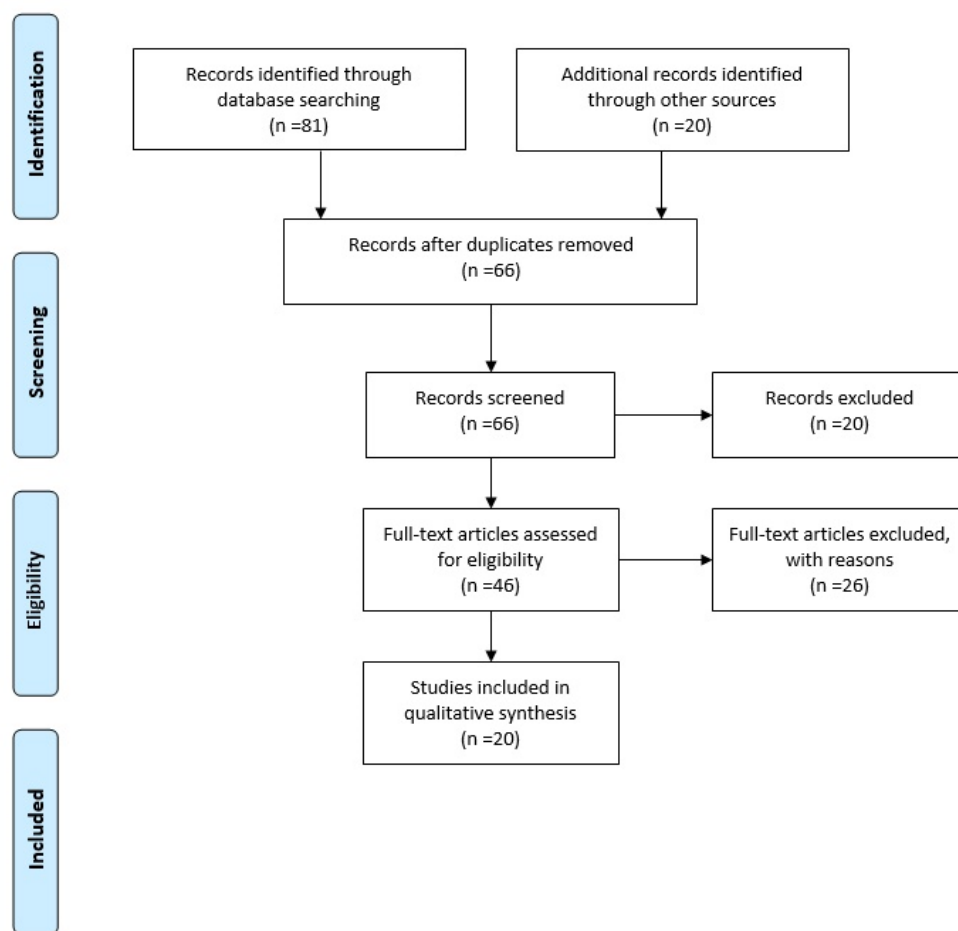 Identification
Records identified through
database searching
(n =81)
Additional records identified
through other sources
(n =20)
Records after duplicates removed
(n =66)
Screening
Records screened
(n =66)
Records excluded
(n =20)
Eligibility
Full-text articles assessed
for eligibility
(n =46)
Full-text articles excluded,
with reasons
(n =26)
Studies included in
qualitative synthesis
(n =20)
Included